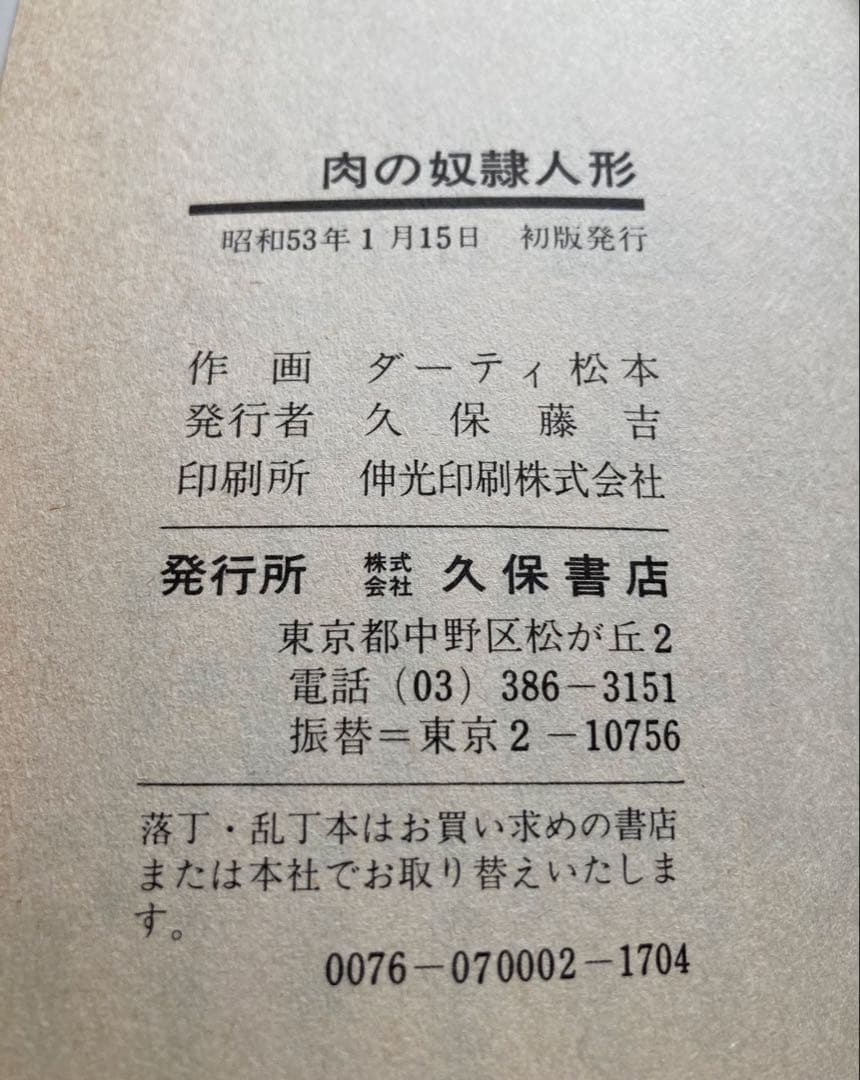 肉の奴隷人形
昭和53年1月15日 初版発行
作画 ダーティ松本
発行者 久保藤吉
印刷所 伸光印刷株式会社
発行所 株式会社 久保書店
東京都中野区松が丘2
電話(03)386-3151
振替=東京2-10756
落丁・乱丁本はお買い求めの書店
または本社でお取り替えいたしま
す。
0076-070002-1704